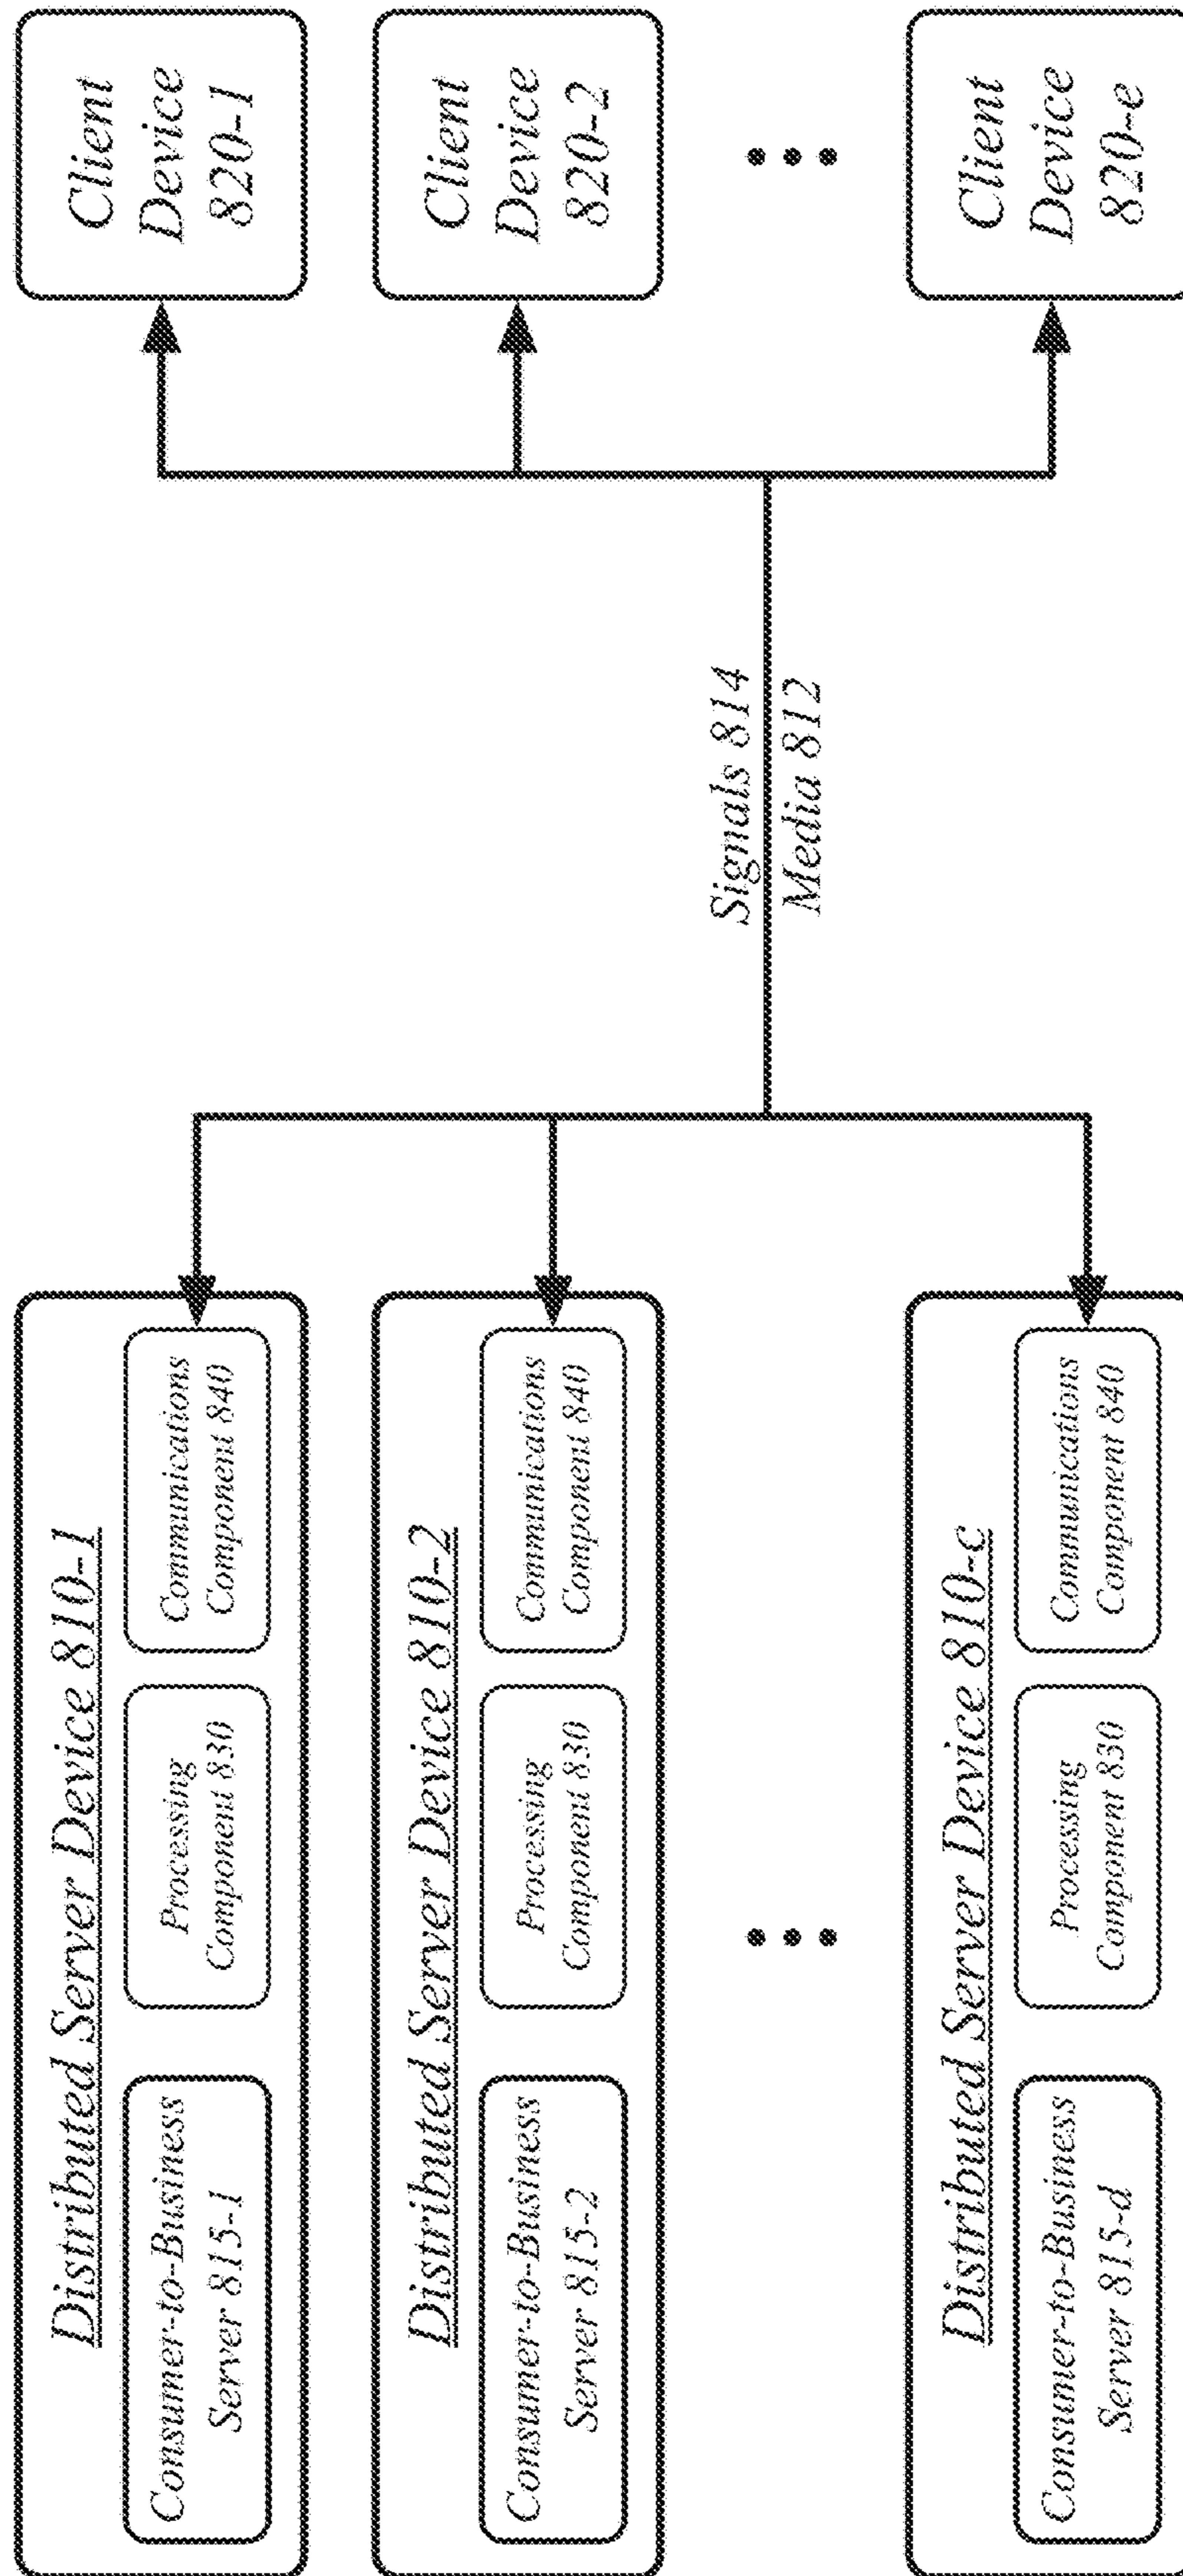 Distributed Server Device 810-1
Consumer-to-Business
Server 815-1
Processing
Component 830
Communications
Component 840
Client
Device
820-1
Distributed Server Device 810-2
Consumer-to-Business
Server 815-2
Processing
Component 830
Communications
Component 840
Client
Device
820-2
Signals 814
Media 812
Distributed Server Device 810-c
Consumer-to-Business
Server 815-d
Processing
Component 830
Communications
Component 840
Client
Device
820-e